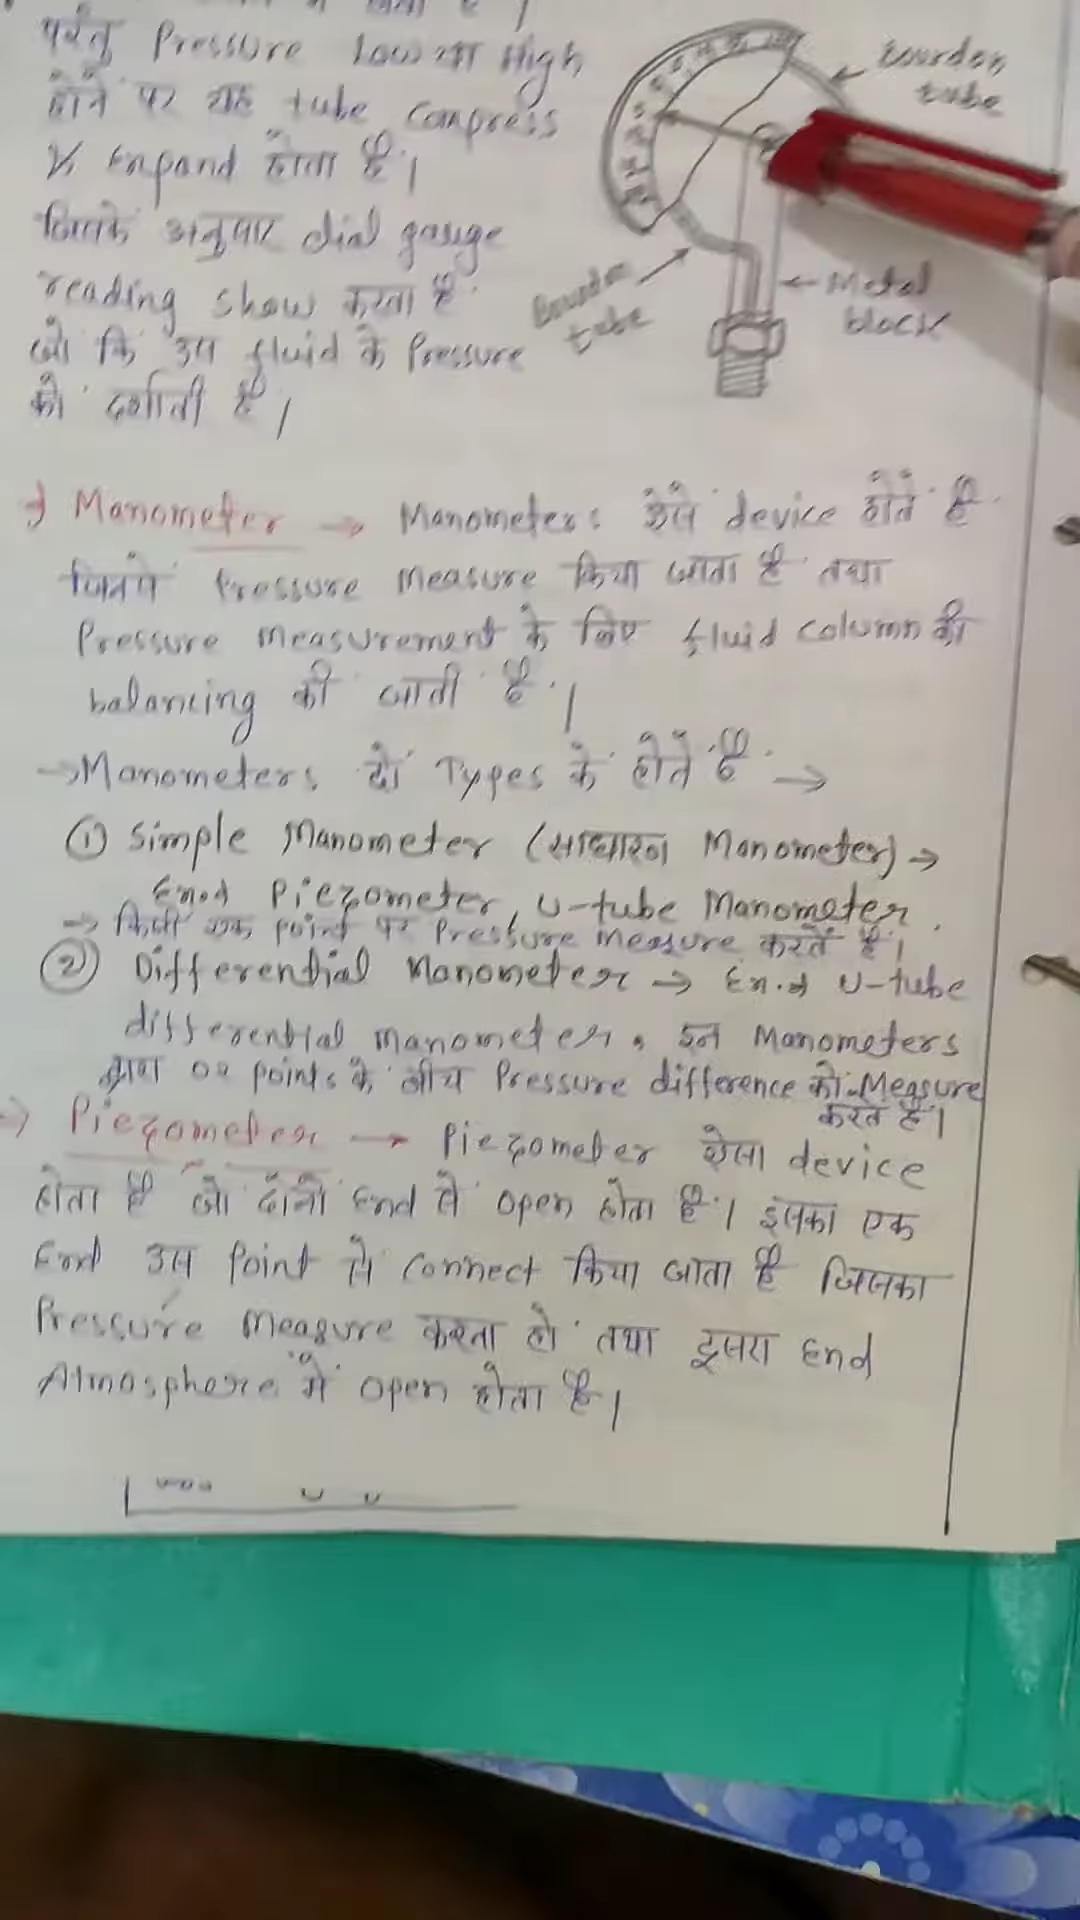 परंतु Pressure Low या High
होने पर यह tube compress
या Expand होता है।
जिसके अनुसार dial gauge
reading show करता है
जो कि उस fluid के Pressure
को दर्शाती है।
Bourdon
tube
Bourdon
tube
Metal
block
→ Manometer → Manometers ऐसे device होते है
जिनसे Pressure Measure किया जाता है तथा
Pressure Measurement के लिए fluid column की
balancing की जाती है।
→Manometers दो Types के होते है →
① Simple Manometer (साधारन Manometer) →
Ex.→ Piezometer, U-tube Manometer
→ किसी एक point पर Pressure measure करते है।
② Differential Manometer → Ex.→ U-tube
differential manometer. इन Manometers
द्वारा 02 points के बीच Pressure difference को Measure
करते है।
→ Piezometer → Piezometer ऐसा device
होता है जो दोनो End से open होता है। इसका एक
End उस Point से Connect किया जाता है जिसका
Pressure Measure करना हो तथा दूसरा End
Atmosphere में open होता है।